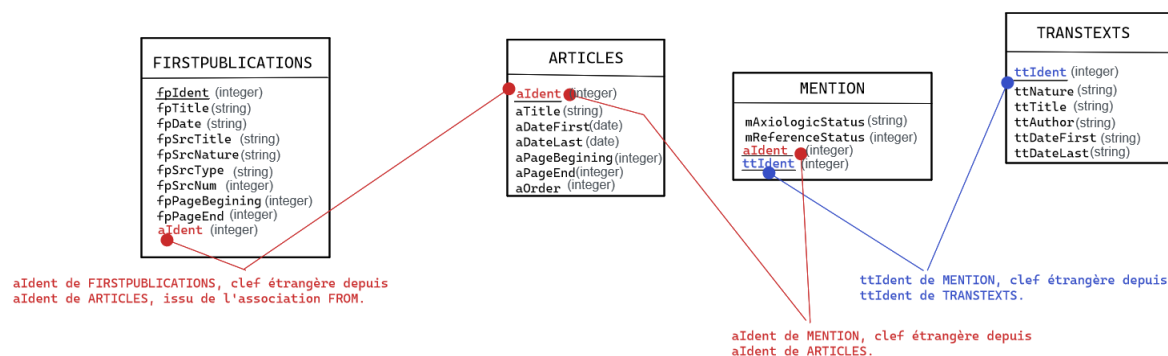 FIRSTPUBLICATIONS
fpIdent (integer)
fpTitle (string)
fpDate (string)
fpSrcTitle (string)
fpSrcNature (string)
fpSrcType (string)
fpSrcNum (integer)
fpPageBegining (integer)
fpPageEnd (integer)
aIdent (integer)
aIdent de FIRSTPUBLICATIONS, clef étrangère depuis
aIdent de ARTICLES, issu de l'association FROM.
ARTICLES
aIdent (integer)
aTitle (string)
aDateFirst (date)
aDateLast (date)
aPageBegining (integer)
aPageEnd (integer)
aOrder (integer)
MENTION
mAxiologicStatus (string)
mReferenceStatus (integer)
aIdent (integer)
ttIdent (integer)
aIdent de MENTION, clef étrangère depuis
aIdent de ARTICLES.
TRANSTEXTS
ttIdent (integer)
ttNature (string)
ttTitle (string)
ttAuthor (string)
ttDateFirst (string)
ttDateLast (string)
ttIdent de MENTION, clef étrangère depuis
ttIdent de TRANSTEXTS.